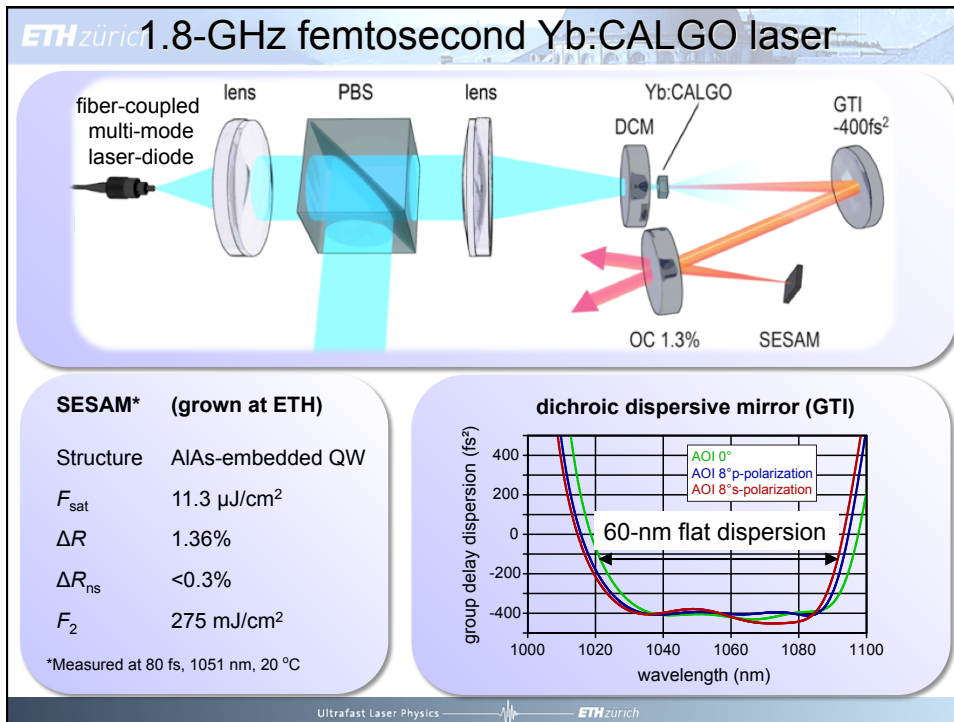 ETH zürich
1.8-GHz femtosecond Yb:CALGO laser
fiber-coupled
multi-mode
laser-diode
lens
PBS
lens
Yb:CALGO
DCM
GTI
-400fs²
OC 1.3%
SESAM
SESAM* (grown at ETH)
Structure AlAs-embedded QW
Fsat 11.3 µJ/cm²
ΔR 1.36%
ΔRns <0.3%
F2 275 mJ/cm²
*Measured at 80 fs, 1051 nm, 20 °C
dichroic dispersive mirror (GTI)
group delay dispersion (fs²)
400
200
0
-200
-400
AOI 0°
AOI 8°p-polarization
AOI 8°s-polarization
60-nm flat dispersion
1000 1020 1040 1060 1080 1100
wavelength (nm)
Ultrafast Laser Physics ETH zürich